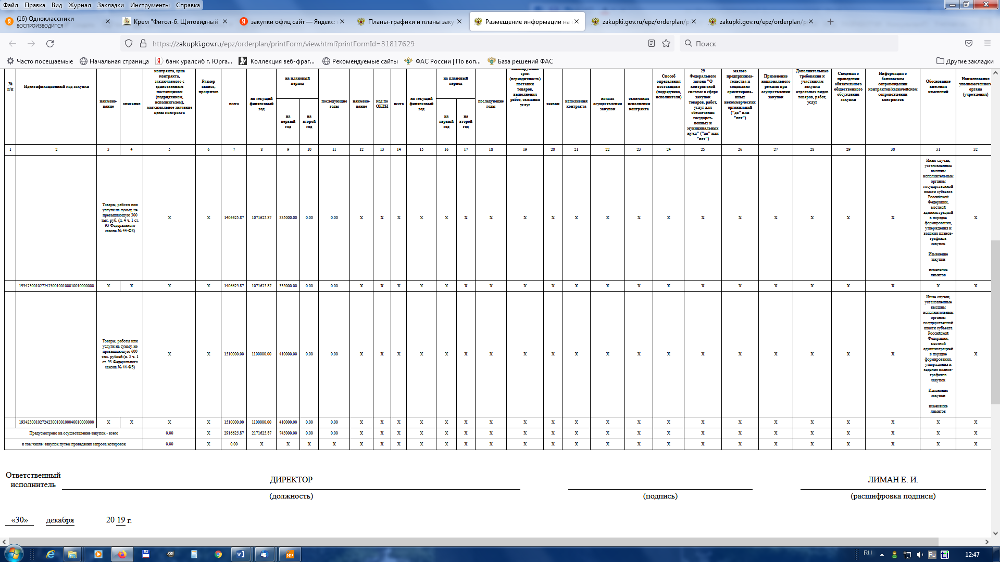 Файл Правка Вид Журнал Закладки Инструменты Справка
(16) Одноклассники
ВОСПРОИЗВОДИТСЯ
Крем "Фитол-6. Щитовидный"
закупки офиц сайт — Яндекс:
Планы-графики и планы заку
Размещение информации на
zakupki.gov.ru/epz/orderplan/p
zakupki.gov.ru/epz/orderplan/p
https://zakupki.gov.ru/epz/orderplan/printForm/view.html?printFormId=31817629
Поиск
Часто посещаемые
Начальная страница
банк уралсиб г. Юрга...
Коллекция веб-фраг...
Рекомендуемые сайты
ФАС России | По воп...
База решений ФАС
Другие закладки
№ п/п
Идентификационный код закупки
наимено-вание
описание
контракта, цена контракта, заключаемого с единственным поставщиком (подрядчиком, исполнителем), максимальное значение цены контракта
Размер аванса, процентов
всего
на текущий финансовый год
на плановый период
на первый год
на второй год
последующие годы
наимено-вание
код по ОКЕИ
всего
на текущий финансовый год
на плановый период
на первый год
на второй год
последующие годы
срок (периодичность) поставки товаров, выполнения работ, оказания услуг
заявки
исполнения контракта
начала осуществления закупок
окончания исполнения контракта
Способ определения поставщика (подрядчика, исполнителя)
29 Федерального закона "О контрактной системе в сфере закупок товаров, работ, услуг для обеспечения государст-венных и муниципальных нужд" ("да" или "нет")
малого предпринима-тельства и социально ориентирова-нных некоммерческих организаций ("да" или "нет")
Применение национального режима при осуществлении закупок
Дополнительные требования к участникам закупки отдельных видов товаров, работ, услуг
Сведения о проведении обязательного общественного обсуждения закупки
Информация о банковском сопровождении контракта/казначейском сопровождении контрактов
Обоснование внесения изменений
Наименование уполномоченного органа (учреждения)
1 2 3 4 5 6 7 8 9 10 11 12 13 14 15 16 17 18 19 20 21 22 23 24 25 26 27 28 29 30 31 32
Товары, работы или услуги на сумму, не превышающую 300 тыс. руб. (п. 4 ч. 1 ст. 93 Федерального закона № 44-ФЗ)
X X 1406625.87 1071625.87 335000.00 0.00 0.00 X X X X X X X X X X X X X X X X X X X
Иные случаи, установленные высшим исполнительным органом государственной власти субъекта Российской Федерации, местной администрацией в порядке формирования, утверждения и ведения планов-графиков закупок
Изменение закупки
изменение лимитов
X
193423001027242300100100010010000000 X X X X 1406625.87 1071625.87 335000.00 0.00 0.00 X X X X X X X X X X X X X X X X X X X X X
Товары, работы или услуги на сумму, не превышающую 600 тыс. рублей (п. 5 ч. 1 ст. 93 Федерального закона № 44-ФЗ)
X X 1510000.00 1100000.00 410000.00 0.00 0.00 X X X X X X X X X X X X X X X X X X X
Иные случаи, установленные высшим исполнительным органом государственной власти субъекта Российской Федерации, местной администрацией в порядке формирования, утверждения и ведения планов-графиков закупок
Изменение закупки
изменение лимитов
X
193423001027242300100100040010000000 X X X X 1510000.00 1100000.00 410000.00 0.00 0.00 X X X X X X X X X X X X X X X X X X X X X
Предусмотрено на осуществление закупок - всего 0.00 X 2916625.87 2171625.87 745000.00 0.00 0.00 X X X X X X X X X X X X X X X X X X X X X
в том числе: закупок путем проведения запроса котировок 0.00 X 0.00 X X X X X X X X X X X X X X X X X X X X X X X X X
Ответственный исполнитель
ДИРЕКТОР
(должность)
(подпись)
ЛИМАН Е. И.
(расшифровка подписи)
«30» декабря 20 19 г.
RU
Ru
12:47